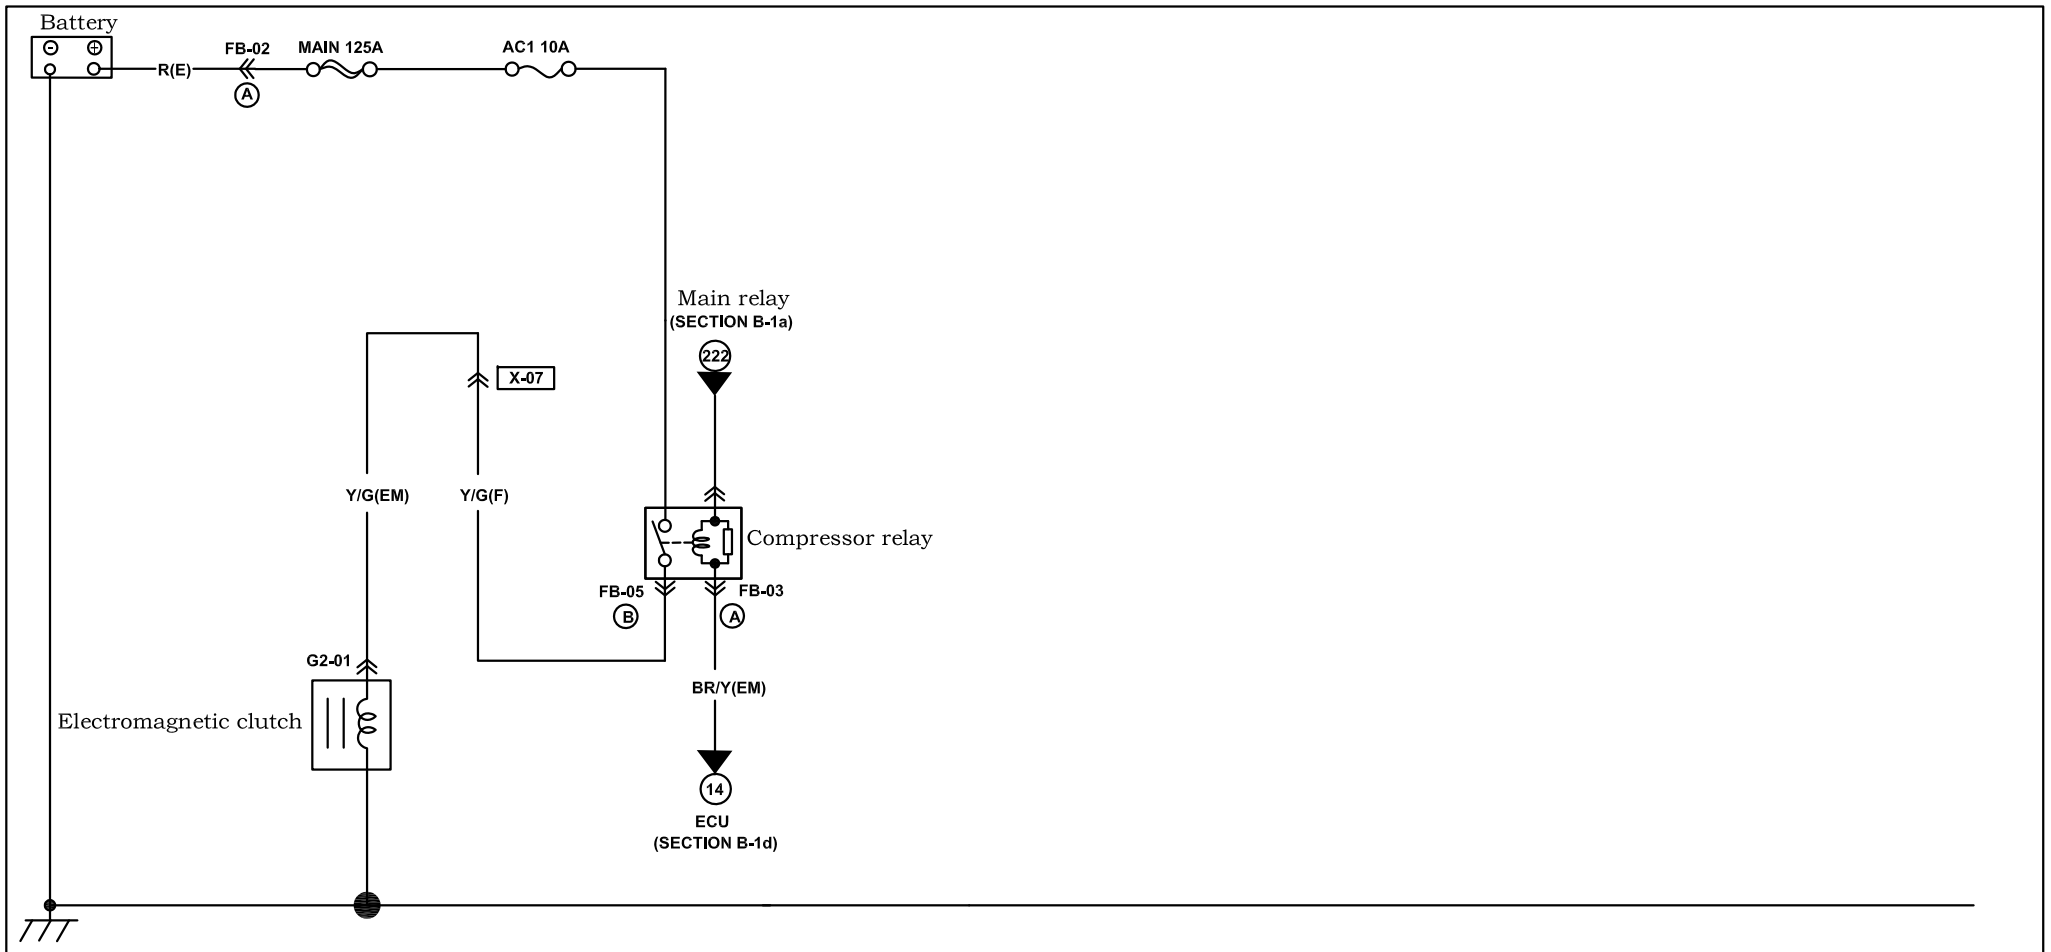 Battery
FB-02 MAIN 125A AC1 10A
R(E)
A
Main relay
(SECTION B-1a)
222
X-07
Y/G(EM) Y/G(F)
Compressor relay
FB-05 FB-03
B A
G2-01
BR/Y(EM)
Electromagnetic clutch
14
ECU
(SECTION B-1d)